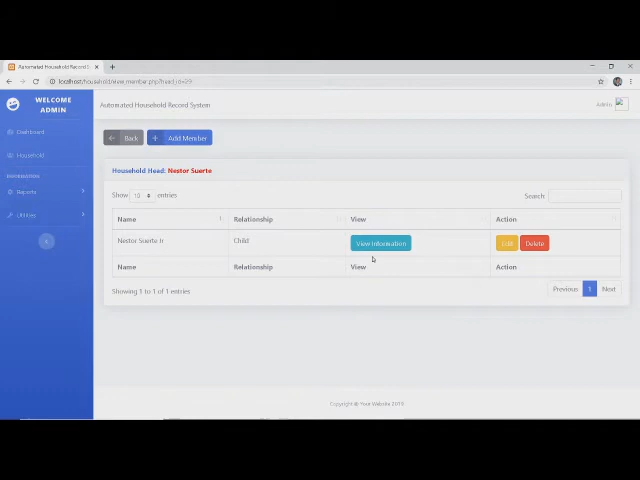 Automated Household Record S
localhost/household/view_member.php?head_id=29
WELCOME
ADMIN
Automated Household Record System
Admin
Dashboard
Back
Add Member
Household
Household Head: Nestor Suerte
INFORMATION
Reports
Show 10 entries
Search:
Utilities
Name Relationship View Action
Nestor Suerte Jr Child View Information Edit Delete
Name Relationship View Action
Showing 1 to 1 of 1 entries
Previous 1 Next
Copyright © Your Website 2019